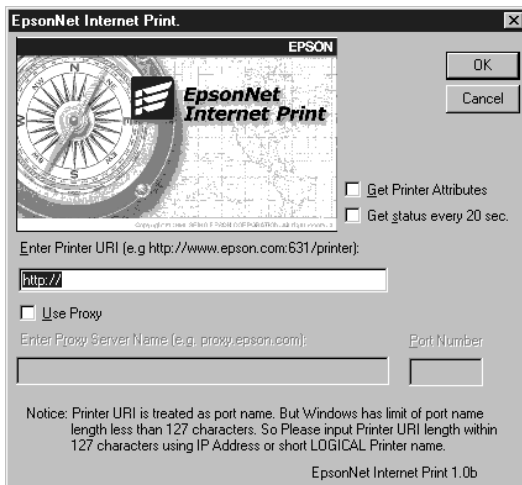 EpsonNet Internet Print.
EPSON
EpsonNet
Internet Print
N
E
S
W
OK
Cancel
Get Printer Attributes
Get status every 20 sec.
Enter Printer URI (e.g http://www.epson.com:631/printer):
http://
Use Proxy
Enter Proxy Server Name (e.g. proxy.epson.com):
Port Number
Notice: Printer URI is treated as port name. But Windows has limit of port name
length less than 127 characters. So Please input Printer URI length within
127 characters using IP Address or short LOGICAL Printer name.
EpsonNet Internet Print 1.0b